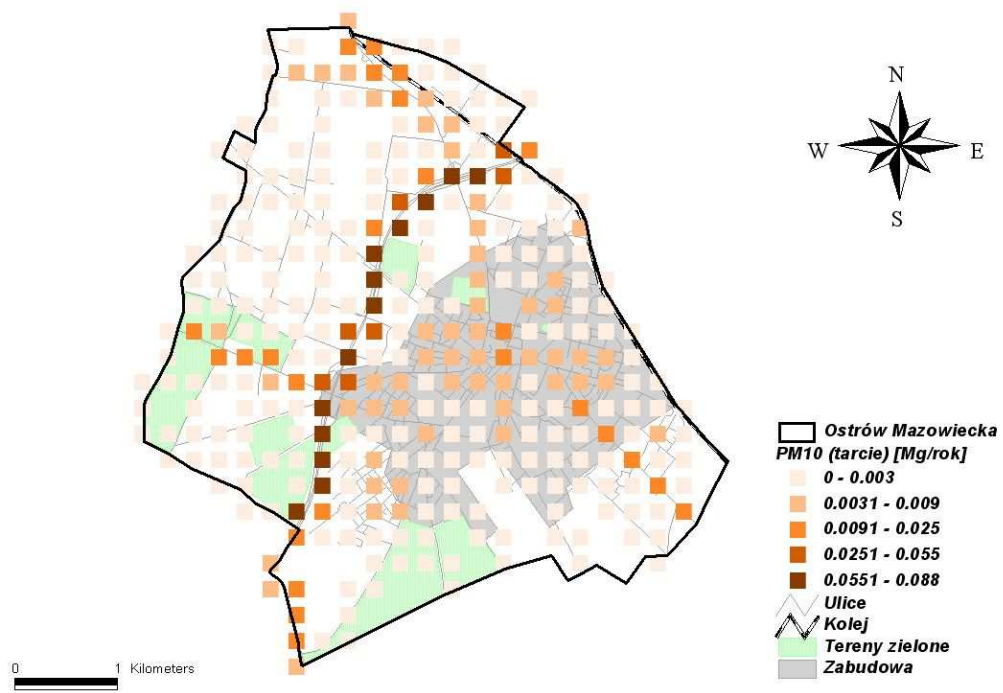 N
W E
S
Ostrów Mazowiecka
PM10 (tarcie) [Mg/rok]
0 - 0.003
0.0031 - 0.009
0.0091 - 0.025
0.0251 - 0.055
0.0551 - 0.088
Ulice
Kolej
Tereny zielone
Zabudowa
0 1 Kilometers